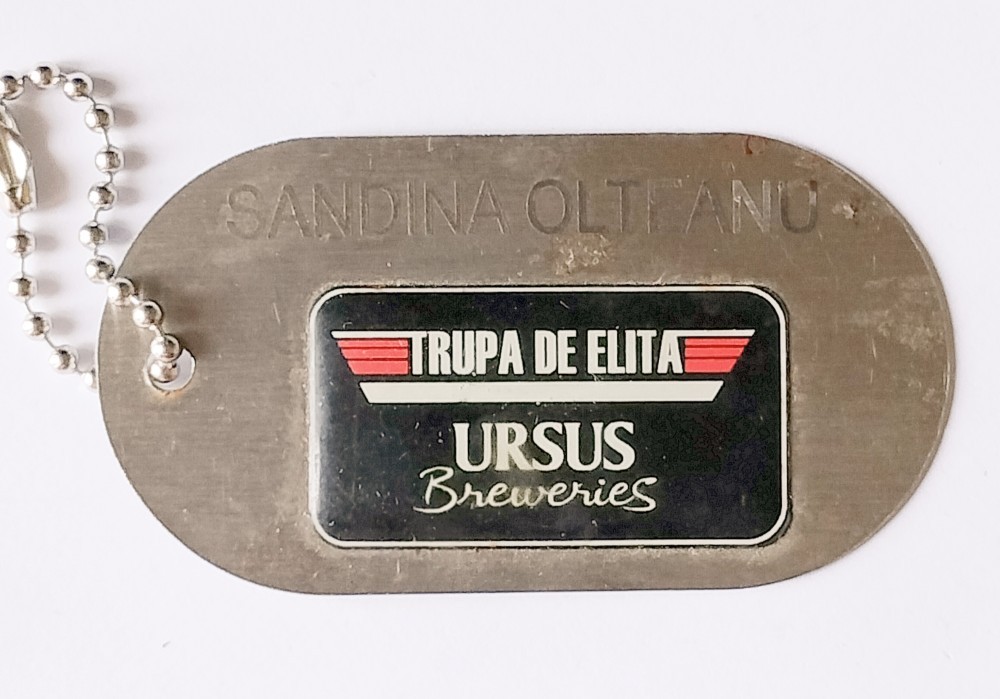 SANDINA OLTEANU
TRUPA DE ELITA
URSUS
Breweries